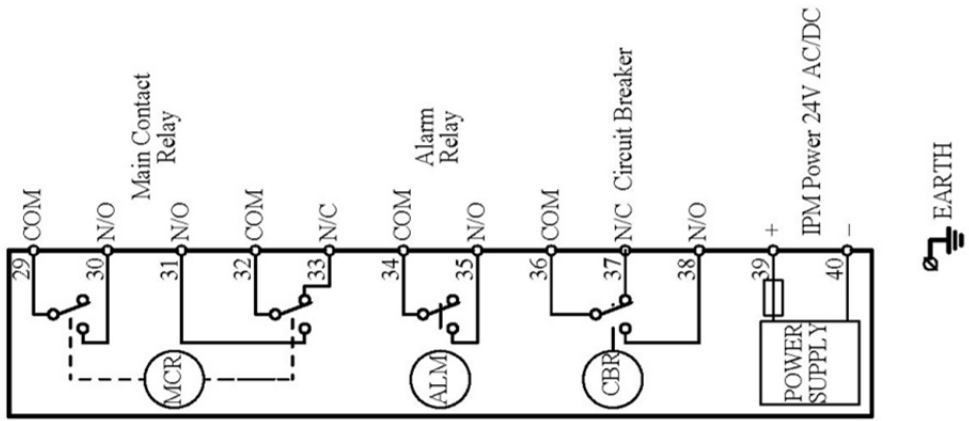 29 COM
30 N/O
Main Contact
Relay
31 N/O
32 COM
33 N/C
34 COM
Alarm
Relay
35 N/O
36 COM
37 N/C Circuit Breaker
38 N/O
39 +
IPM Power 24V AC/DC
40 −
MCR
ALM
CBR
POWER
SUPPLY
EARTH